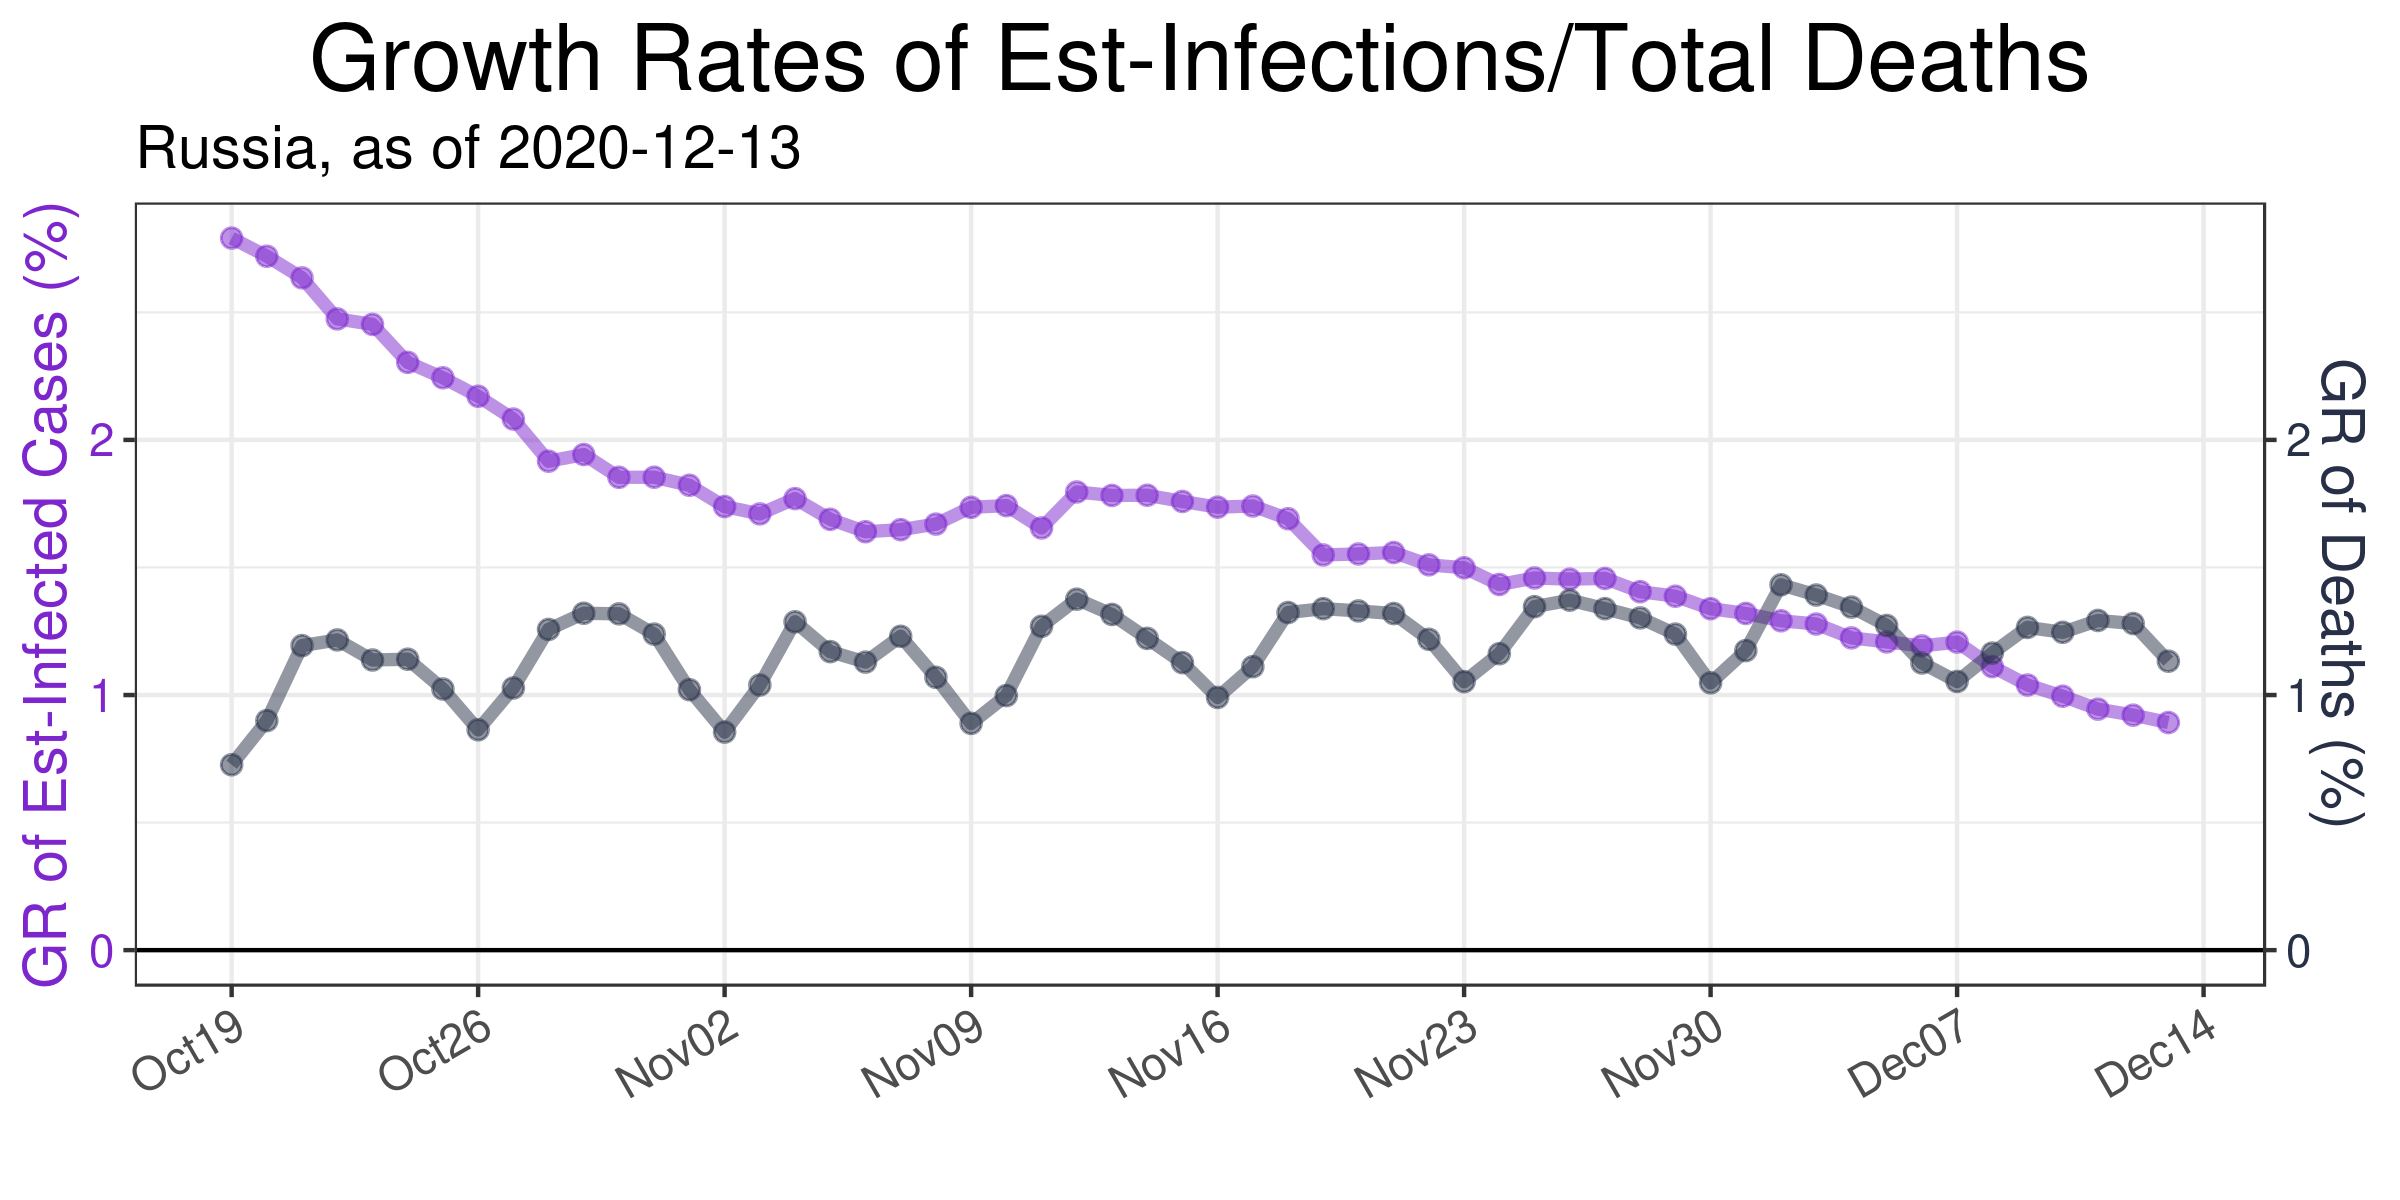 Growth Rates of Est-Infections/Total Deaths
Russia, as of 2020-12-13
GR of Est-Infected Cases (%)
2
1
0
2
1
0
GR of Deaths (%)
Oct19
Oct26
Nov02
Nov09
Nov16
Nov23
Nov30
Dec07
Dec14